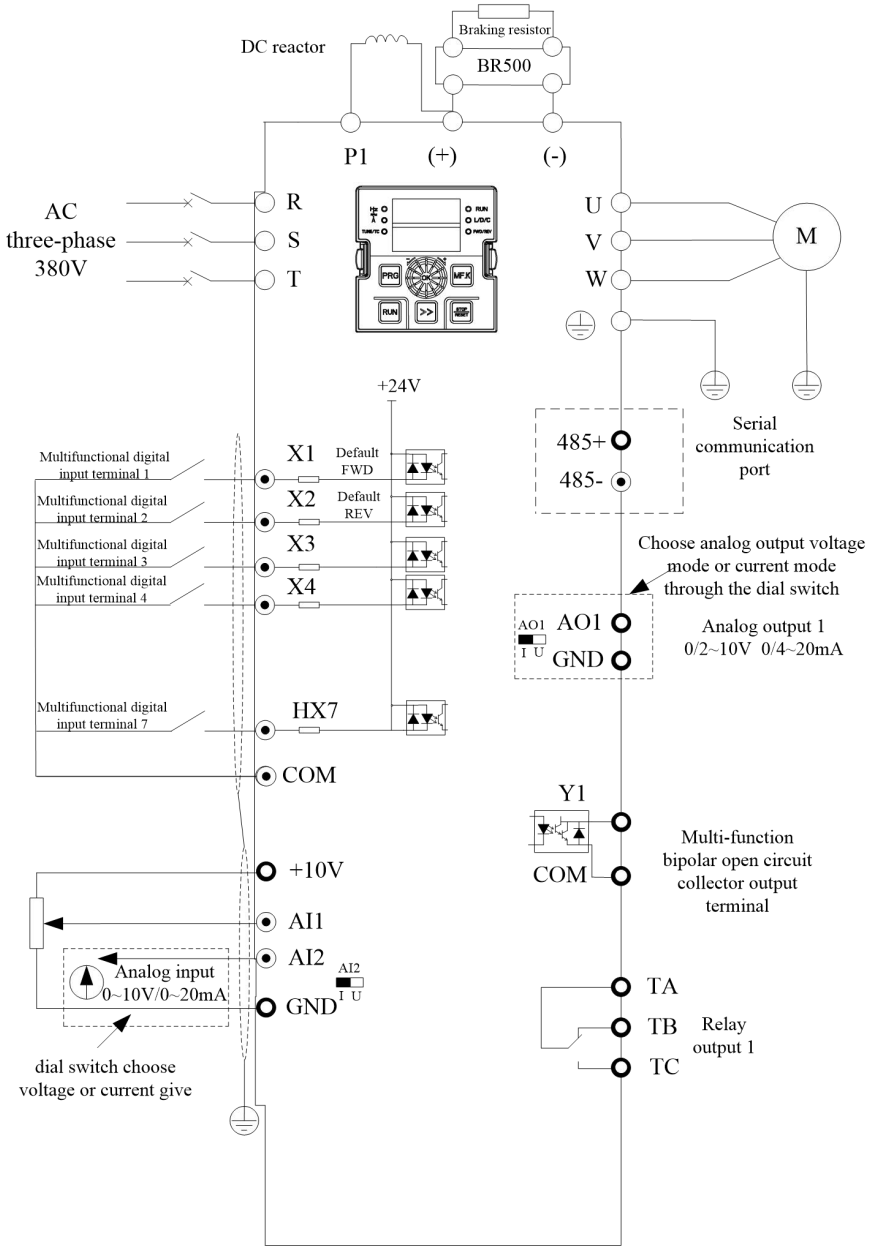 Braking resistor
DC reactor
BR500
P1
(+)
(-)
AC
three-phase
380V
R
S
T
Hz
A
TUNE/TC
RUN
L/D/C
FWD/REV
PRG
OK
MF.K
RUN
>>
STOP
RESET
U
V
W
M
+24V
Multifunctional digital
input terminal 1
X1
Default
FWD
Multifunctional digital
input terminal 2
X2
Default
REV
Multifunctional digital
input terminal 3
X3
Multifunctional digital
input terminal 4
X4
Multifunctional digital
input terminal 7
HX7
COM
485+
485-
Serial
communication
port
Choose analog output voltage
mode or current mode
through the dial switch
AO1
I U
AO1
GND
Analog output 1
0/2~10V 0/4~20mA
Y1
COM
Multi-function
bipolar open circuit
collector output
terminal
+10V
AI1
AI2
GND
AI2
I U
Analog input
0~10V/0~20mA
dial switch choose
voltage or current give
TA
TB
TC
Relay
output 1